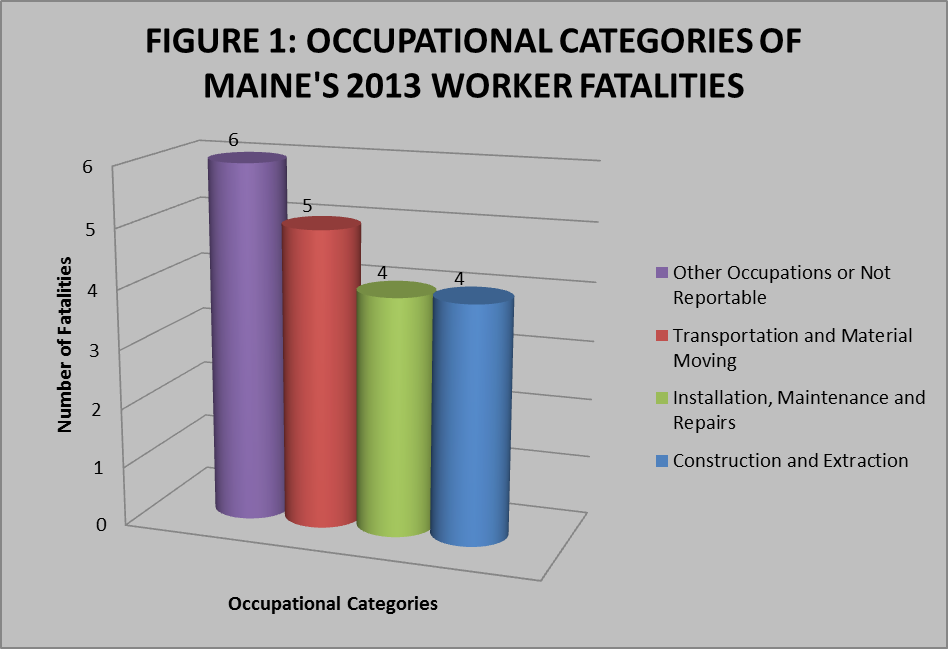 FIGURE 1: OCCUPATIONAL CATEGORIES OF
MAINE'S 2013 WORKER FATALITIES
6
5
4
4
6
5
4
3
2
1
0
Number of Fatalities
Occupational Categories
Other Occupations or Not
Reportable
Transportation and Material
Moving
Installation, Maintenance and
Repairs
Construction and Extraction